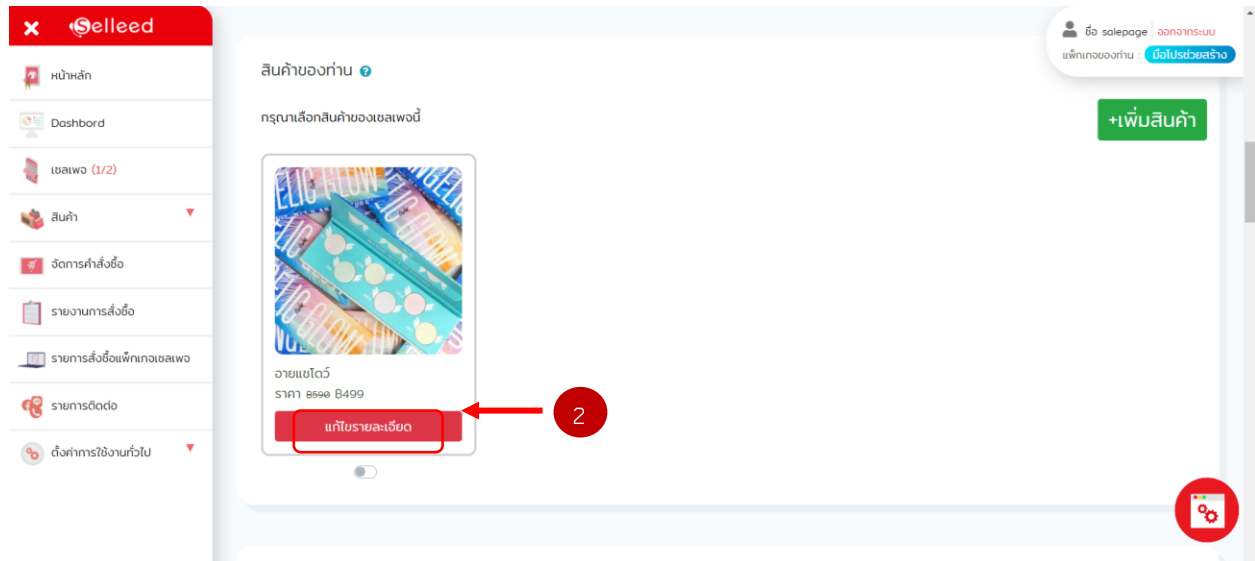 Selleed
ชื่อ salepage ออกจากระบบ
แพ็กเกจของท่าน : มือโปรช่วยสร้าง
หน้าหลัก
Dashbord
เซลเพจ (1/2)
สินค้า
จัดการคำสั่งซื้อ
รายงานการสั่งซื้อ
รายการสั่งซื้อแพ็กเกจเซลเพจ
รายการติดต่อ
ตั้งค่าการใช้งานทั่วไป
สินค้าของท่าน
กรุณาเลือกสินค้าของเซลเพจนี้
+เพิ่มสินค้า
อายแชโดว์
ราคา ฿590 ฿499
แก้ไขรายละเอียด
2